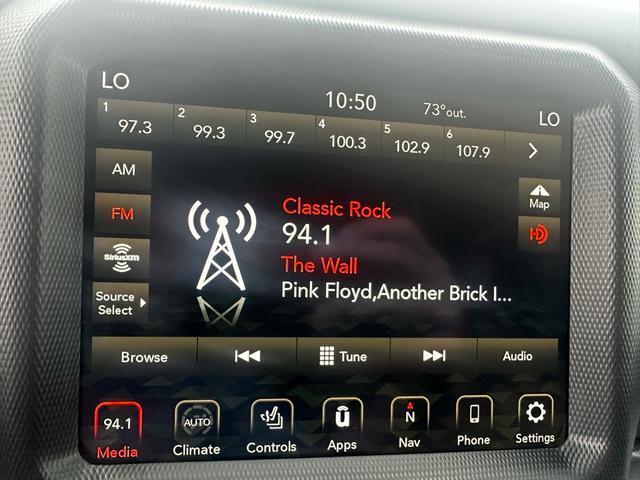 LO
10:50
73° out.
LO
1 97.3
2 99.3
3 99.7
4 100.3
5 102.9
6 107.9
AM
FM
SiriusXM
Source
Select
Classic Rock
94.1
The Wall
Pink Floyd,Another Brick I...
Map
HD
Browse
Tune
Audio
94.1
Media
AUTO
Climate
Controls
u
Apps
N
Nav
Phone
Settings